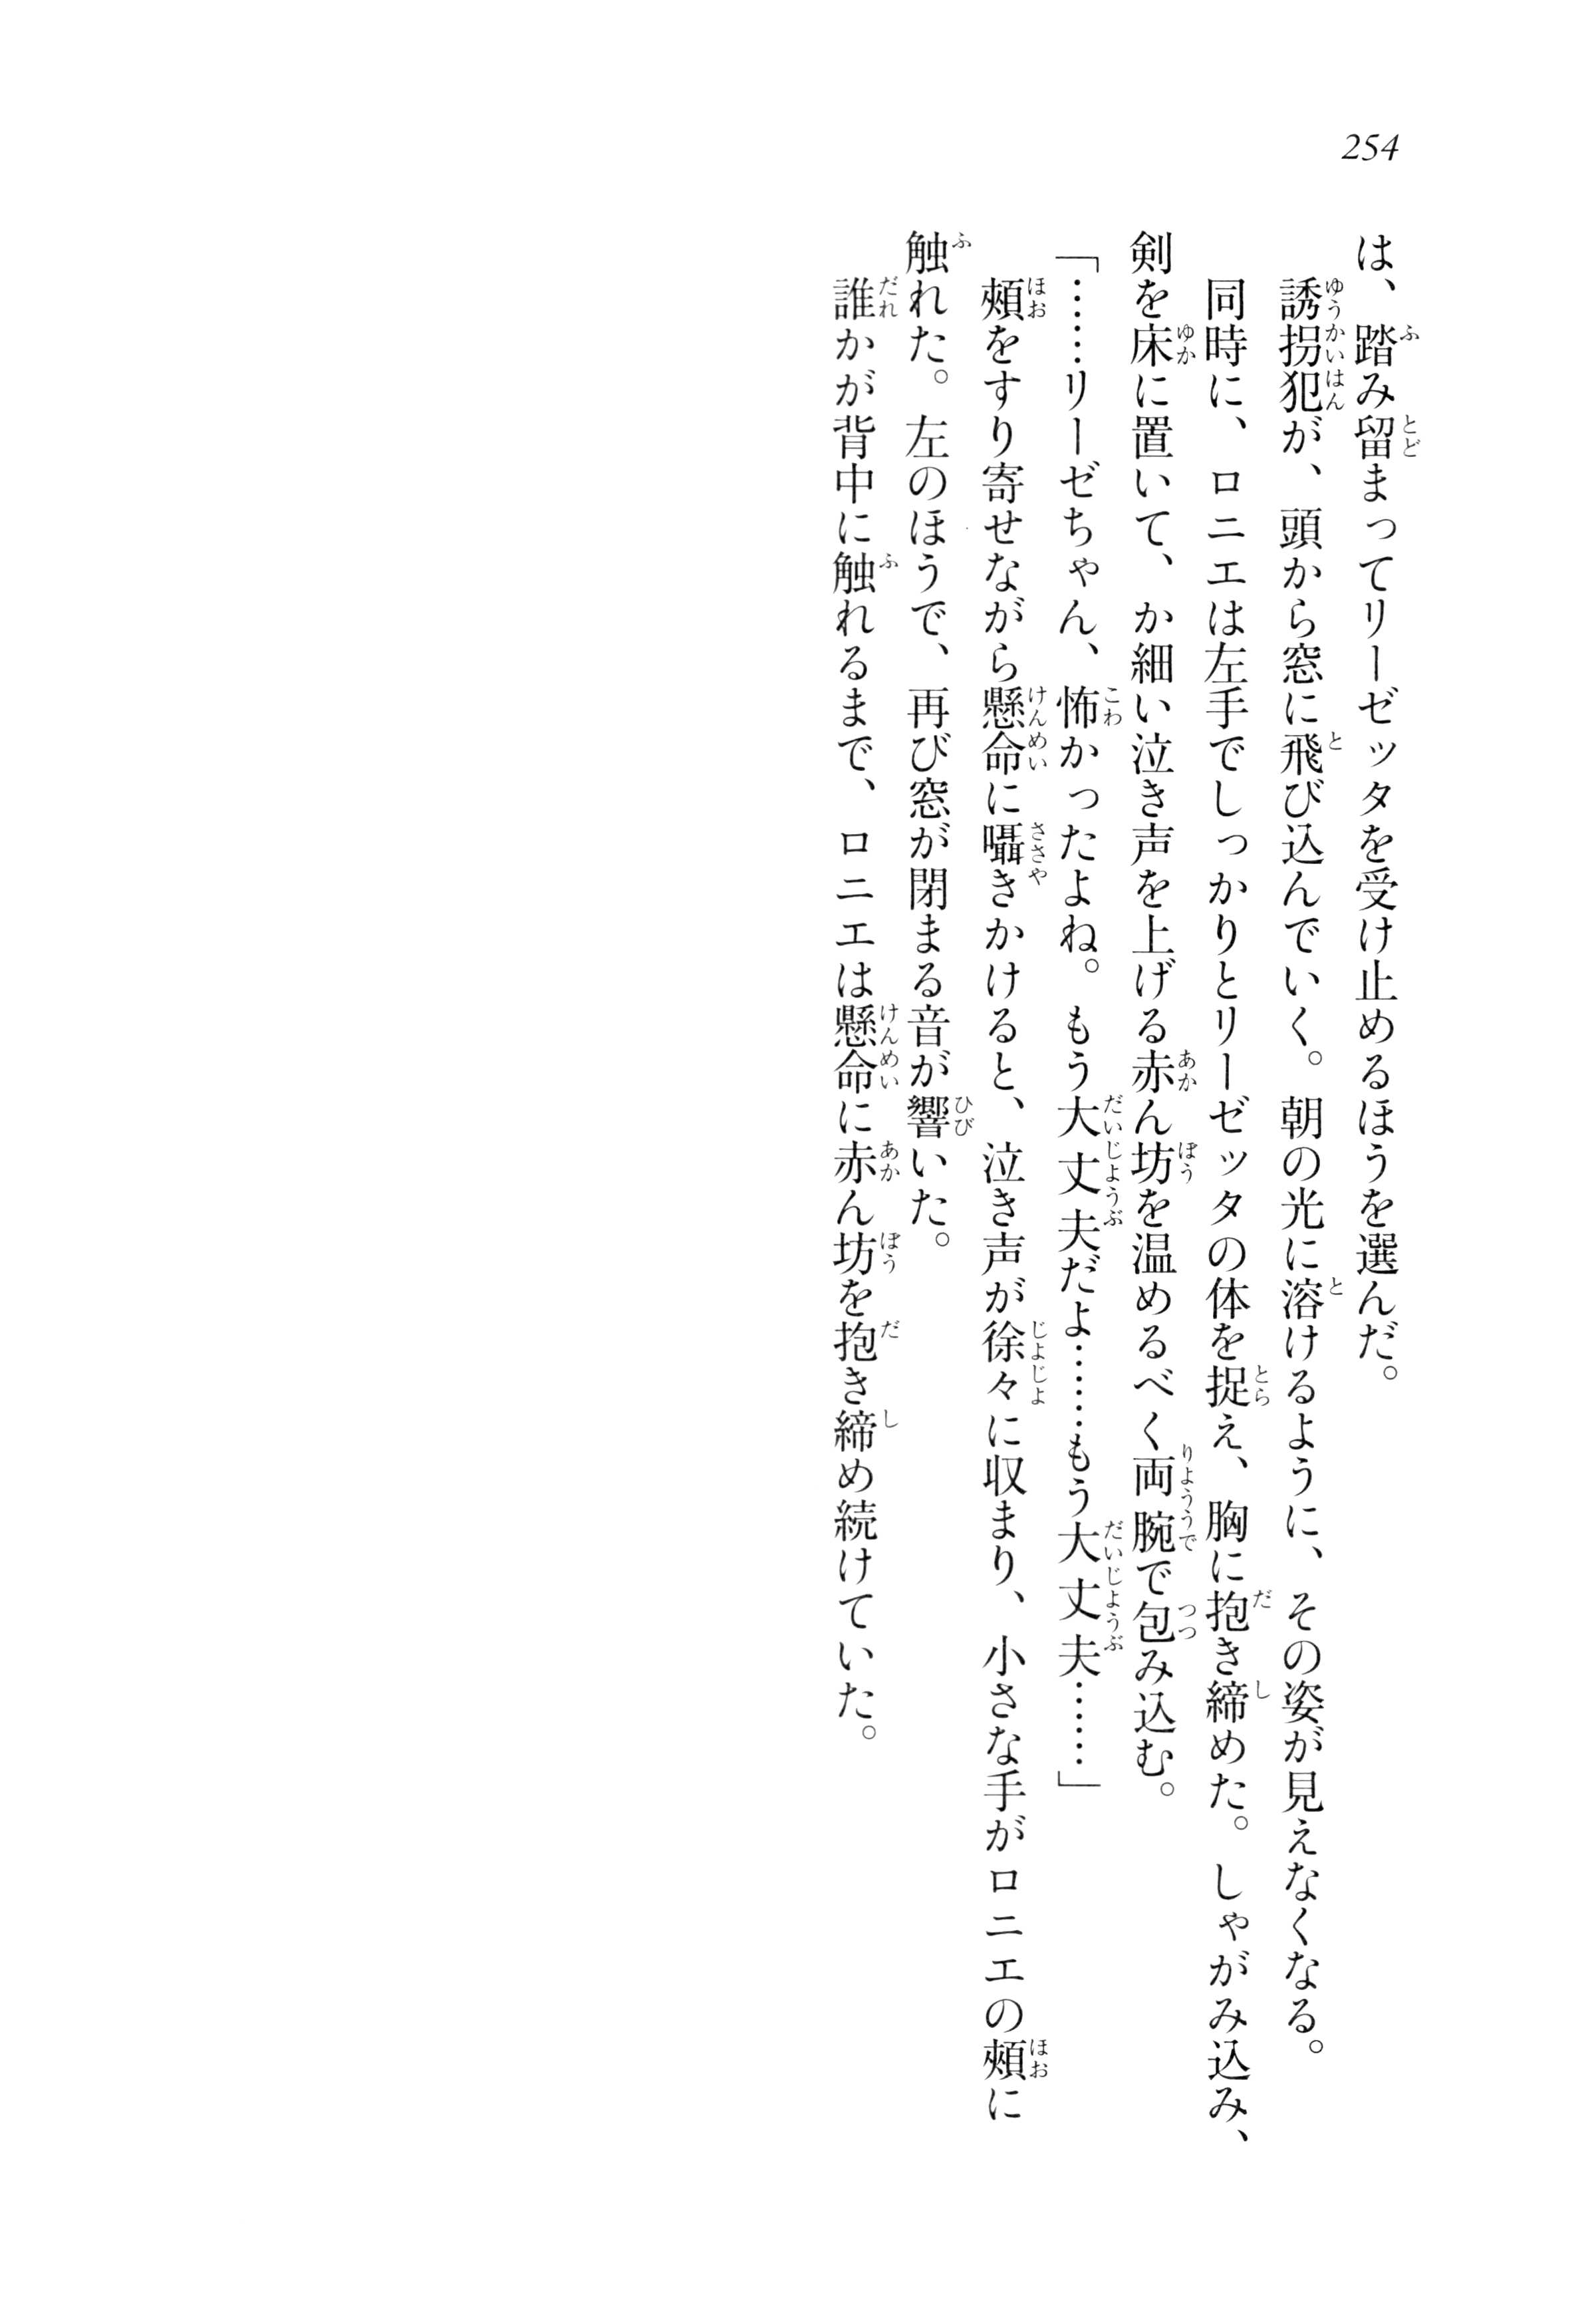 254
は、踏み留まってリーゼッタを受け止めるほうを選んだ。
　誘拐犯が、頭から窓に飛び込んでいく。朝の光に溶けるように、その姿が見えなくなる。
　同時に、ロニエは左手でしっかりとリーゼッタの体を捉え、胸に抱き締めた。しゃがみ込み、
剣を床に置いて、か細い泣き声を上げる赤ん坊を温めるべく両腕で包み込む。
「……リーゼちゃん、怖かったよね。もう大丈夫だよ……もう大丈夫……」
　頰をすり寄せながら懸命に囁きかけると、泣き声が徐々に収まり、小さな手がロニエの頰に
触れた。左のほうで、再び窓が閉まる音が響いた。
　誰かが背中に触れるまで、ロニエは懸命に赤ん坊を抱き締め続けていた。